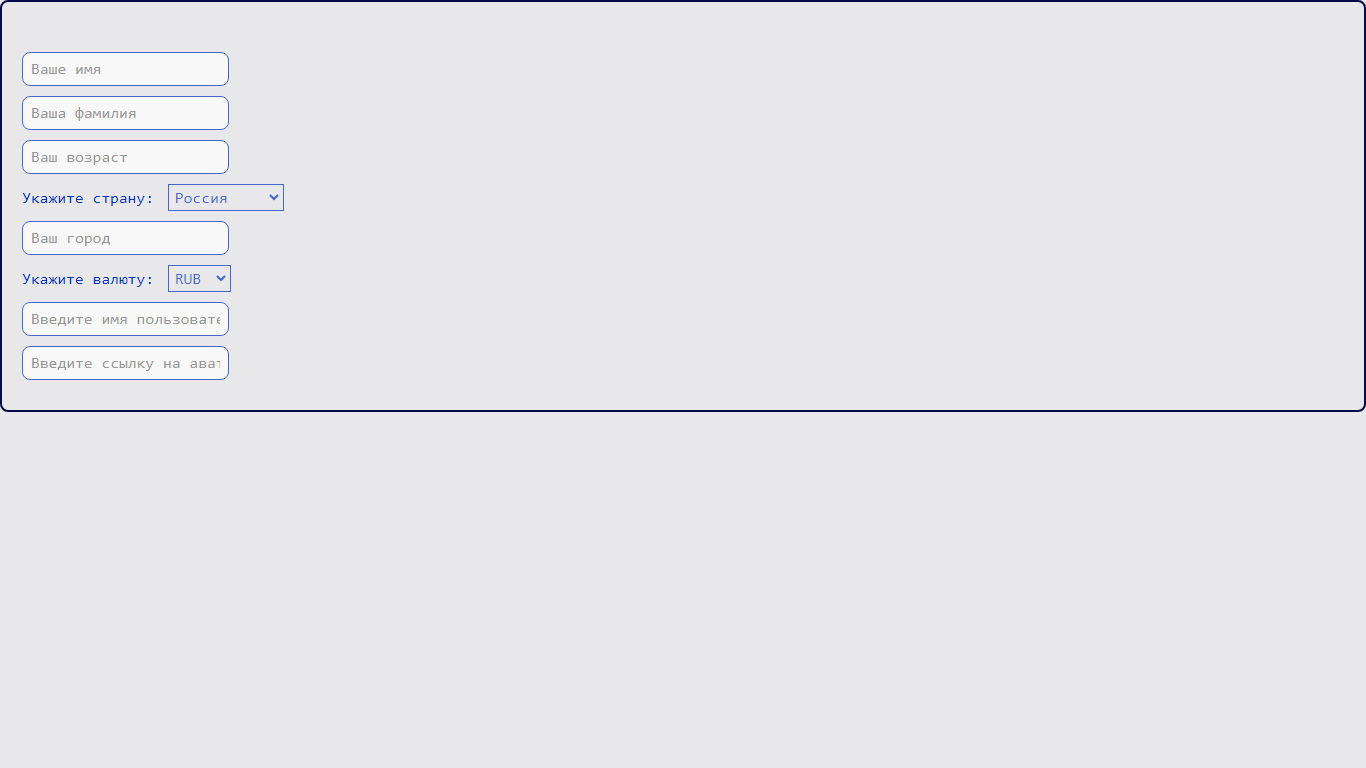 Ваше имя
Ваша фамилия
Ваш возраст
Укажите страну: Россия
Ваш город
Укажите валюту: RUB
Введите имя пользовате
Введите ссылку на ават